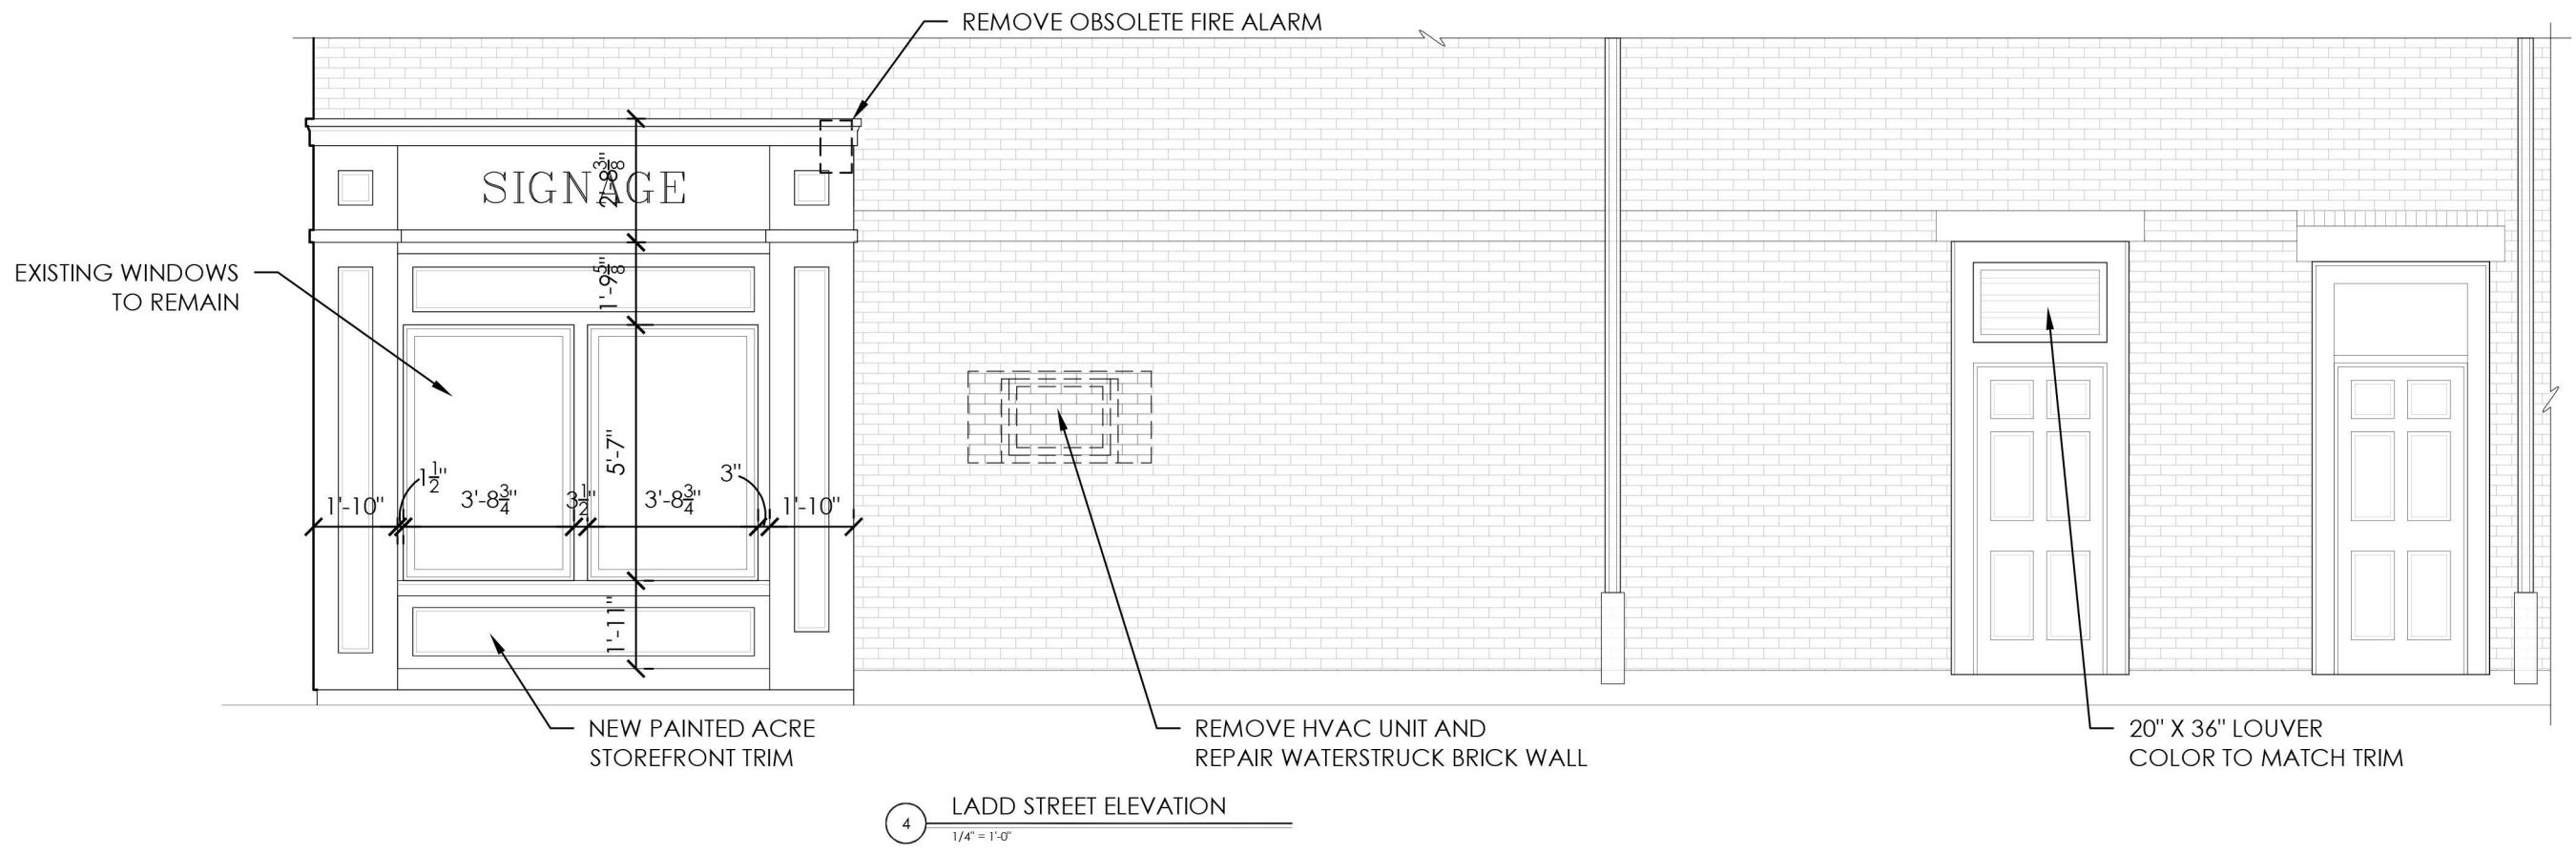 REMOVE OBSOLETE FIRE ALARM
SIGNAGE
2'-8 3/8"
EXISTING WINDOWS
TO REMAIN
1'-9 5/8"
5'-7"
1 1/2"
3"
1'-10"
3'-8 3/4"
3 1/2"
3'-8 3/4"
1'-10"
1'-11"
NEW PAINTED ACRE
STOREFRONT TRIM
REMOVE HVAC UNIT AND
REPAIR WATERSTRUCK BRICK WALL
20" X 36" LOUVER
COLOR TO MATCH TRIM
4
LADD STREET ELEVATION
1/4" = 1'-0"